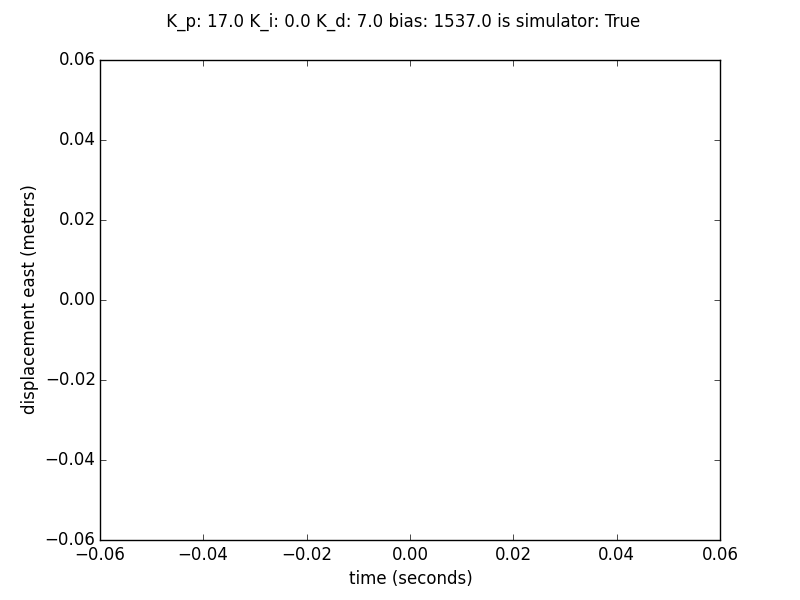 K_p: 17.0 K_i: 0.0 K_d: 7.0 bias: 1537.0 is simulator: True
0.06
0.04
0.02
0.00
−0.02
−0.04
−0.06
displacement east (meters)
−0.06 −0.04 −0.02 0.00 0.02 0.04 0.06
time (seconds)